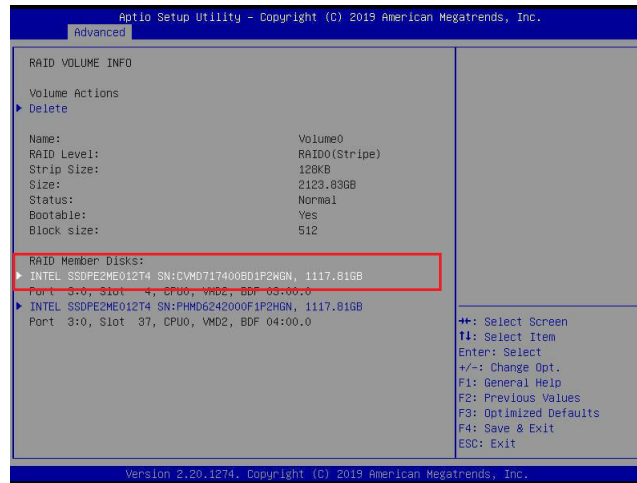 Aptio Setup Utility – Copyright (C) 2019 American Megatrends, Inc.
Advanced
RAID VOLUME INFO
Volume Actions
Delete
Name: Volume0
RAID Level: RAID0(Stripe)
Strip Size: 128KB
Size: 2123.83GB
Status: Normal
Bootable: Yes
Block size: 512
RAID Member Disks:
INTEL SSDPE2ME012T4 SN:CVMD717400BD1P2WGN, 1117.81GB
Port 3:0, Slot 4, CPU0, VMD2, BDF 03:00.0
INTEL SSDPE2ME012T4 SN:PHMD6242000F1P2HGN, 1117.81GB
Port 3:0, Slot 37, CPU0, VMD2, BDF 04:00.0
→←: Select Screen
↑↓: Select Item
Enter: Select
+/-: Change Opt.
F1: General Help
F2: Previous Values
F3: Optimized Defaults
F4: Save & Exit
ESC: Exit
Version 2.20.1274. Copyright (C) 2019 American Megatrends, Inc.